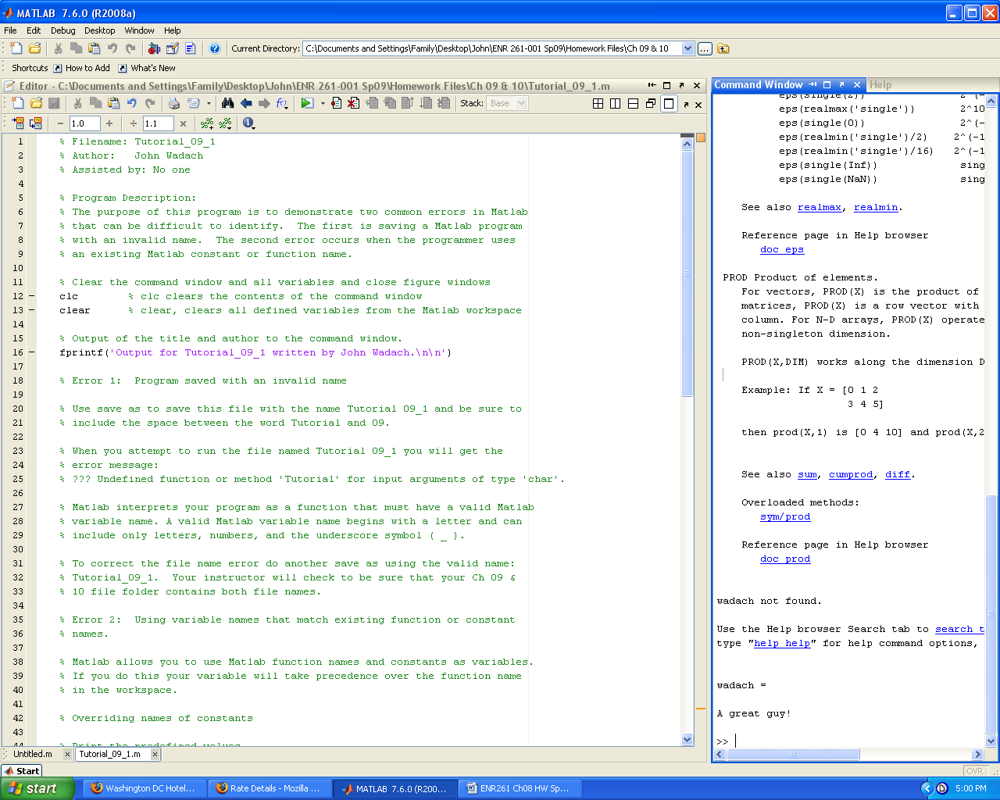 MATLAB 7.6.0 (R2008a)
File Edit Debug Desktop Window Help
Current Directory: C:\Documents and Settings\Family\Desktop\John\ENR 261-001 Sp09\Homework Files\Ch 09 & 10
Shortcuts How to Add What's New
Editor - C:\Documents and Settings\Family\Desktop\John\ENR 261-001 Sp09\Homework Files\Ch 09 & 10\Tutorial_09_1.m
Stack: Base
1.0 1.1
1 % Filename: Tutorial_09_1
2 % Author:   John Wadach
3 % Assisted by: No one
4
5 % Program Description:
6 % The purpose of this program is to demonstrate two common errors in Matlab
7 % that can be difficult to identify.  The first is saving a Matlab program
8 % with an invalid name.  The second error occurs when the programmer uses
9 % an existing Matlab constant or function name.
10
11 % Clear the command window and all variables and close figure windows
12 clc        % clc clears the contents of the command window
13 clear      % clear, clears all defined variables from the Matlab workspace
14
15 % Output of the title and author to the command window.
16 fprintf('Output for Tutorial_09_1 written by John Wadach.\n\n')
17
18 % Error 1:  Program saved with an invalid name
19
20 % Use save as to save this file with the name Tutorial 09_1 and be sure to
21 % include the space between the word Tutorial and 09.
22
23 % When you attempt to run the file named Tutorial 09_1 you will get the
24 % error message:
25 % ??? Undefined function or method 'Tutorial' for input arguments of type 'char'.
26
27 % Matlab interprets your program as a function that must have a valid Matlab
28 % variable name. A valid Matlab variable name begins with a letter and can
29 % include only letters, numbers, and the underscore symbol ( _ ).
30
31 % To correct the file name error do another save as using the valid name:
32 % Tutorial_09_1.  Your instructor will check to be sure that your Ch 09 &
33 % 10 file folder contains both file names.
34
35 % Error 2:  Using variable names that match existing function or constant
36 % names.
37
38 % Matlab allows you to use Matlab function names and constants as variables.
39 % If you do this your variable will take precedence over the function name
40 % in the workspace.
41
42 % Overriding names of constants
43
44 % Print the predefined values
Untitled.m Tutorial_09_1.m
Command Window Help
eps(single(2)) 2^(-
eps(realmax('single')) 2^10
eps(single(0)) 2^(-
eps(realmin('single')/2) 2^(-1
eps(realmin('single')/16) 2^(-1
eps(single(Inf)) sing
eps(single(NaN)) sing
See also realmax, realmin.
Reference page in Help browser
doc eps
PROD Product of elements.
For vectors, PROD(X) is the product of
matrices, PROD(X) is a row vector with
column. For N-D arrays, PROD(X) operate
non-singleton dimension.
PROD(X,DIM) works along the dimension D
Example: If X = [0 1 2
3 4 5]
then prod(X,1) is [0 4 10] and prod(X,2
See also sum, cumprod, diff.
Overloaded methods:
sym/prod
Reference page in Help browser
doc prod
wadach not found.
Use the Help browser Search tab to search t
type "help help" for help command options,
wadach =
A great guy!
>>
Start
OVR
start Washington DC Hotel... Rate Details - Mozilla ... MATLAB 7.6.0 (R200... ENR261 Ch08 HW Sp... 5:00 PM